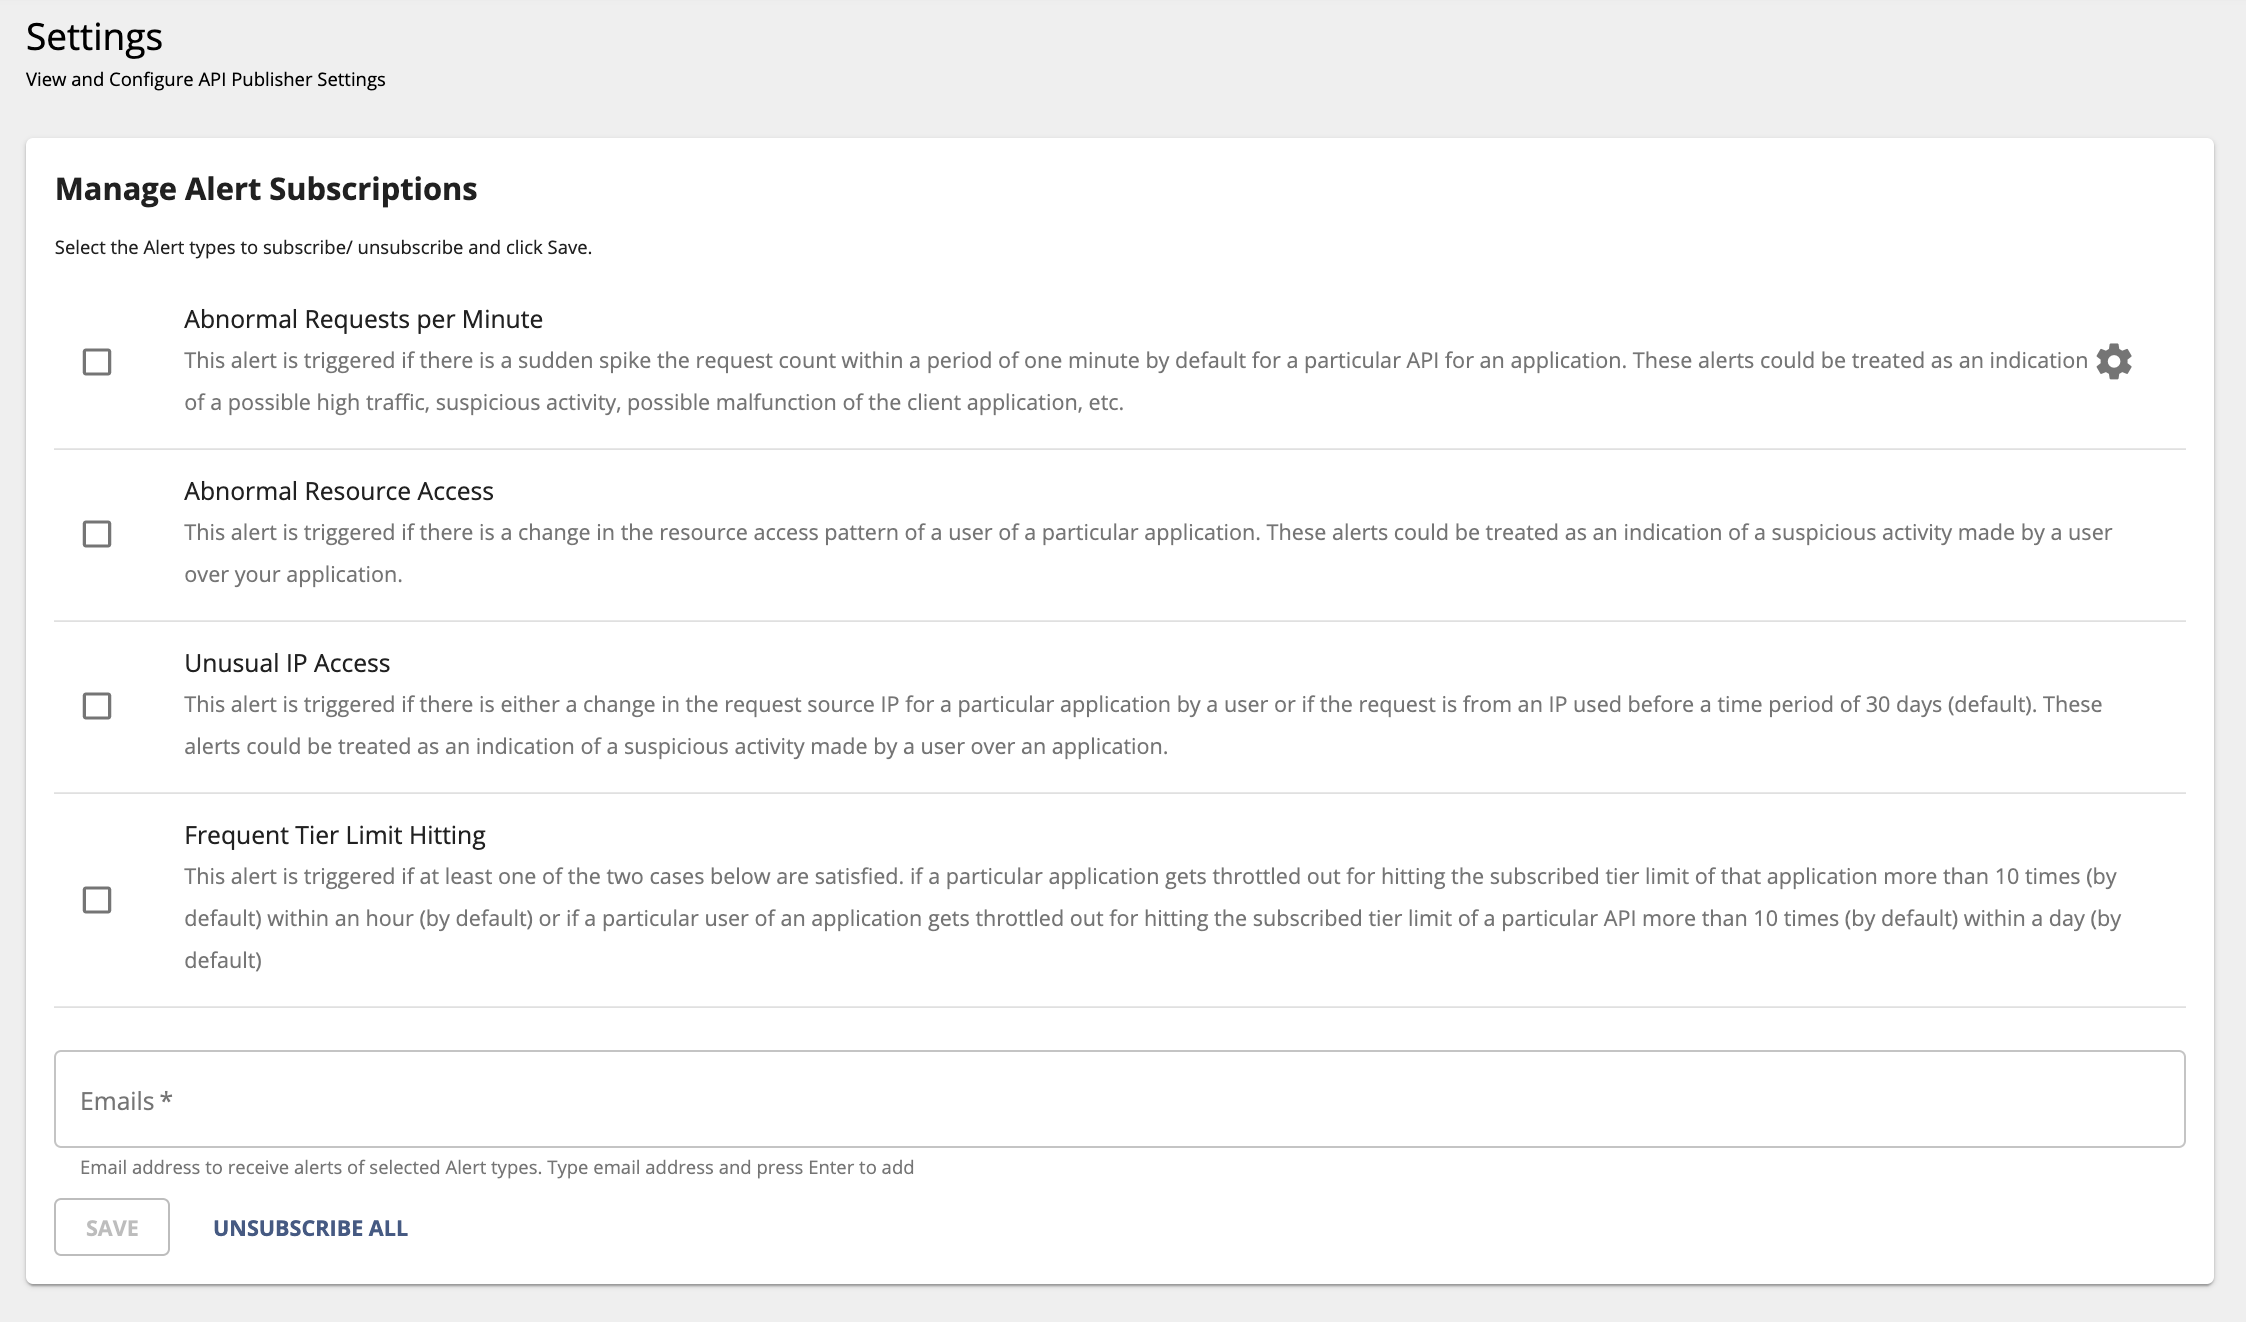 Settings
View and Configure API Publisher Settings
Manage Alert Subscriptions
Select the Alert types to subscribe/ unsubscribe and click Save.
Abnormal Requests per Minute
This alert is triggered if there is a sudden spike the request count within a period of one minute by default for a particular API for an application. These alerts could be treated as an indication
of a possible high traffic, suspicious activity, possible malfunction of the client application, etc.
Abnormal Resource Access
This alert is triggered if there is a change in the resource access pattern of a user of a particular application. These alerts could be treated as an indication of a suspicious activity made by a user
over your application.
Unusual IP Access
This alert is triggered if there is either a change in the request source IP for a particular application by a user or if the request is from an IP used before a time period of 30 days (default). These
alerts could be treated as an indication of a suspicious activity made by a user over an application.
Frequent Tier Limit Hitting
This alert is triggered if at least one of the two cases below are satisfied. if a particular application gets throttled out for hitting the subscribed tier limit of that application more than 10 times (by
default) within an hour (by default) or if a particular user of an application gets throttled out for hitting the subscribed tier limit of a particular API more than 10 times (by default) within a day (by
default)
Emails *
Email address to receive alerts of selected Alert types. Type email address and press Enter to add
SAVE UNSUBSCRIBE ALL